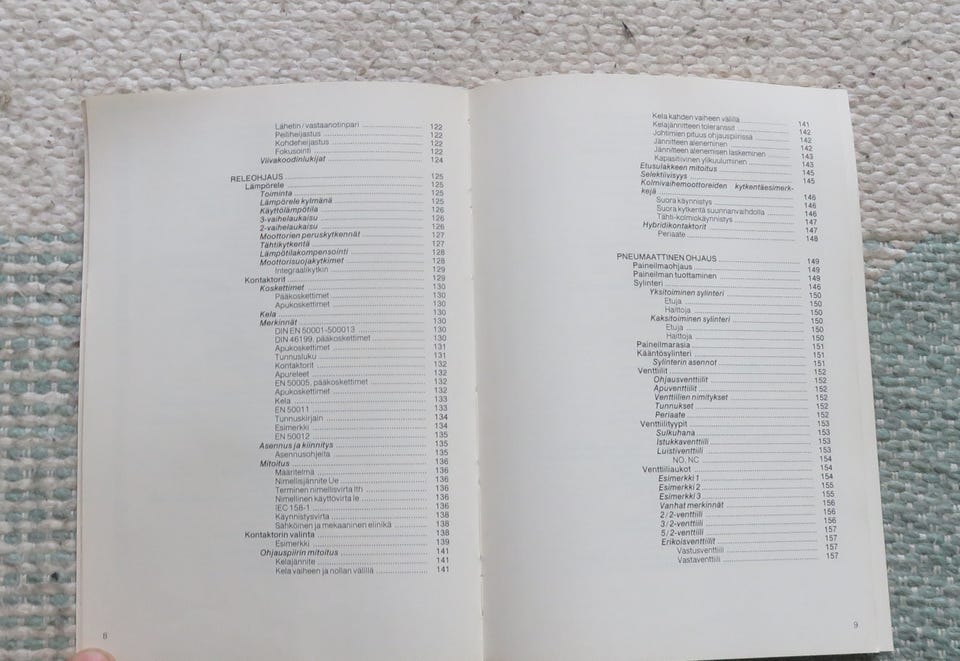 Lähetin / vastaanotinpari ........ 122
Peiliheijastus ........ 122
Kohdeheijastus ........ 122
Fokusointi ........ 122
Viivakoodinlukijat ........ 124
RELEOHJAUS ........ 125
Lämpörele ........ 125
Toiminta ........ 125
Lämpörele kylmänä ........ 125
Käyttölämpötila ........ 126
3-vaihelaukaisu ........ 126
2-vaihelaukaisu ........ 126
Moottorien peruskytkennät ........ 127
Tähtikytkentä ........ 127
Lämpötilakompensointi ........ 128
Moottorisuojakytkimet ........ 128
Integraalikytkin ........ 129
Kontaktorit ........ 129
Koskettimet ........ 130
Pääkoskettimet ........ 130
Apukoskettimet ........ 130
Kela ........ 130
Merkinnät ........ 130
DIN EN 50001-500013 ........ 130
DIN 46199, pääkoskettimet ........ 130
Apukoskettimet ........ 131
Tunnusluku ........ 131
Kontaktorit ........ 132
Apureleet ........ 132
EN 50005, pääkoskettimet ........ 132
Apukoskettimet ........ 132
Kela ........ 133
EN 50011 ........ 133
Tunnuskirjain ........ 134
Esimerkki ........ 134
EN 50012 ........ 135
Asennus ja kiinnitys ........ 135
Asennusohjeita ........ 135
Mitoitus ........ 136
Määritelmä ........ 136
Nimellisjännite Ue ........ 136
Terminen nimellisvirta Ith ........ 136
Nimellinen käyttövirta Ie ........ 136
IEC 158-1 ........ 136
Käynnistysvirta ........ 138
Sähköinen ja mekaaninen elinikä ........ 138
Kontaktorin valinta ........ 138
Esimerkki ........ 139
Ohjauspiirin mitoitus ........ 141
Kelajännite ........ 141
Kela vaiheen ja nollan välillä ........ 141
8
Kela kahden vaiheen välillä ........ 141
Kelajännitteen toleranssit ........ 142
Johtimien pituus ohjauspiirissä ........ 142
Jännitteen aleneminen ........ 142
Jännitteen alenemisen laskeminen ........ 143
Kapasitiivinen ylikuuluminen ........ 143
Etusulakkeen mitoitus ........ 145
Selektiivisyys ........ 145
Kolmivaihemoottoreiden kytkentäesimerk-
kejä ........ 146
Suora käynnistys ........ 146
Suora kytkentä suunnanvaihdolla ........ 146
Tähti-kolmiokäynnistys ........ 147
Hybridikontaktorit ........ 147
Periaate ........ 148
PNEUMAATTINEN OHJAUS ........ 149
Paineilmaohjaus ........ 149
Paineilman tuottaminen ........ 149
Sylinteri ........ 146
Yksitoiminen sylinteri ........ 150
Etuja ........ 150
Haittoja ........ 150
Kaksitoiminen sylinteri ........ 150
Etuja ........ 150
Haittoja ........ 150
Paineilmarasia ........ 151
Kääntösylinteri ........ 151
Sylinterin asennot ........ 151
Venttiilit ........ 152
Ohjausventtiilit ........ 152
Apuventtiilit ........ 152
Venttiilien nimitykset ........ 152
Tunnukset ........ 152
Periaate ........ 152
Venttiilityypit ........ 153
Sulkuhana ........ 153
Istukkaventtiili ........ 153
Luistiventtiili ........ 153
NO, NC ........ 154
Venttiiliaukot ........ 154
Esimerkki 1 ........ 154
Esimerkki 2 ........ 155
Esimerkki 3 ........ 155
Vanhat merkinnät ........ 156
2/2-venttiili ........ 156
3/2-venttiili ........ 156
5/2-venttiili ........ 157
Erikoisventtiilit ........ 157
Vastusventtiili ........ 157
Vastaventtiili ........ 157
9